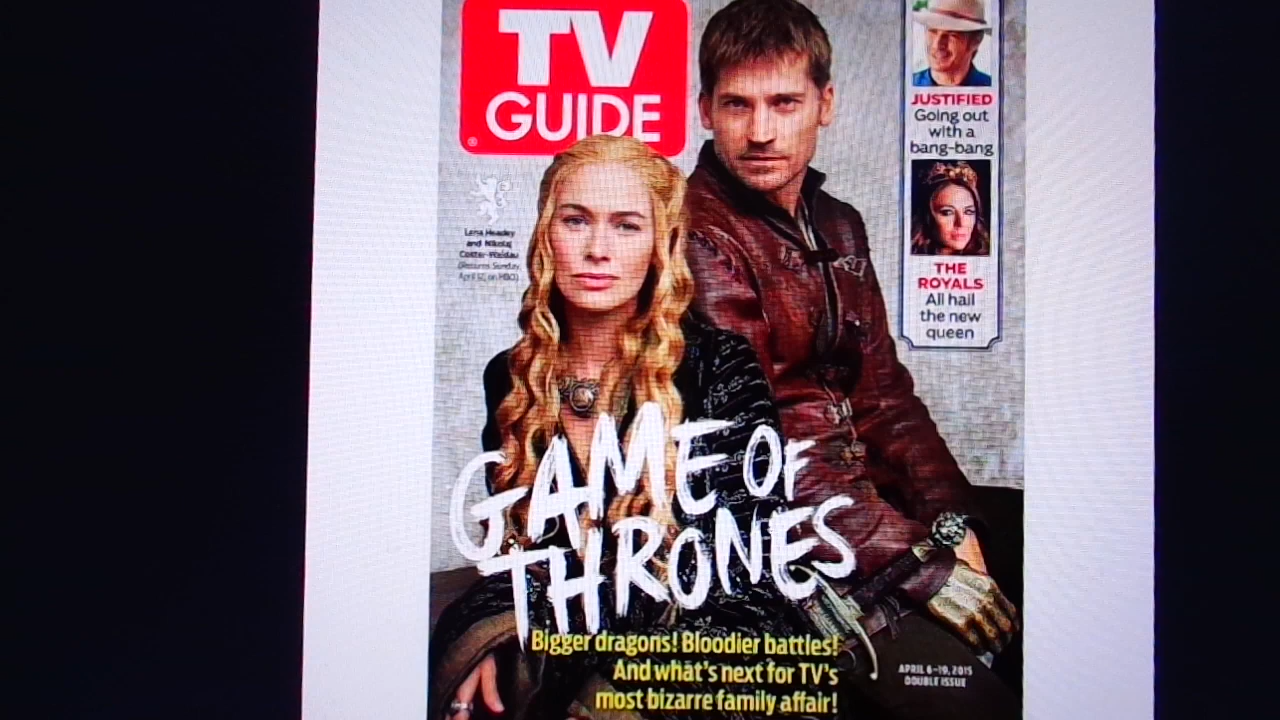 TV
GUIDE
Lena Headey
and Nikolaj
Coster-Waldau
(Returns Sunday,
April 12, on HBO)
JUSTIFIED
Going out
with a
bang-bang
THE
ROYALS
All hail
the new
queen
GAME OF
THRONES
Bigger dragons! Bloodier battles!
And what's next for TV's
most bizarre family affair!
APRIL 6–19, 2015
DOUBLE ISSUE